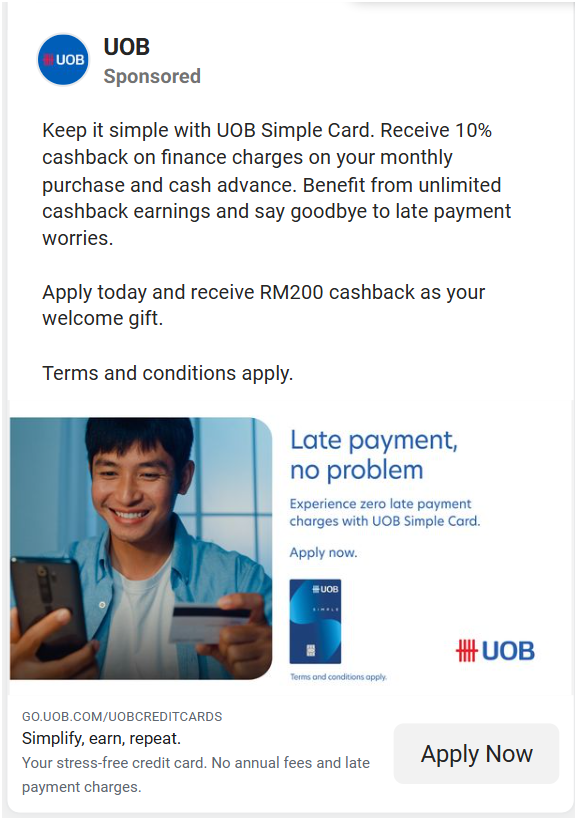 UOB
UOB
Sponsored
Keep it simple with UOB Simple Card. Receive 10%
cashback on finance charges on your monthly
purchase and cash advance. Benefit from unlimited
cashback earnings and say goodbye to late payment
worries.
Apply today and receive RM200 cashback as your
welcome gift.
Terms and conditions apply.
Late payment,
no problem
Experience zero late payment
charges with UOB Simple Card.
Apply now.
UOB
SIMPLE
UOB
Terms and conditions apply.
GO.UOB.COM/UOBCREDITCARDS
Simplify, earn, repeat.
Your stress-free credit card. No annual fees and late
payment charges.
Apply Now